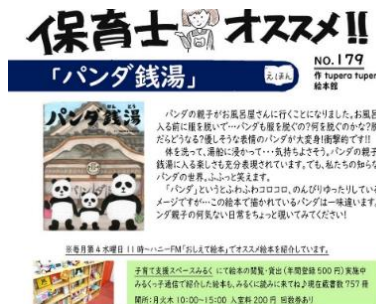 保育士 オススメ!!
NO.179
「パンダ銭湯」
えほん
作 tupera tuper
絵本館
パンダ銭湯
パンダの親子がお風呂屋さんに行くことになりました。お風呂
入る前に服を脱いで…パンダも服を脱ぐの?何を脱ぐのかな?脱
だらどうなる?優しそうな表情のパンダが大変身!衝撃的です!!
体を洗って、湯船に浸かって・・・気持ちよさそう。パンダの親子
銭湯に入る楽しさも充分表現されています。でも、私たちの知らな
パンダの世界、ふふっと笑えます。
「パンダ」というとふわふわコロコロ、のんびりゆったりしている
メージですが…この絵本で描かれているパンダは一味違います。
ンダ親子の何気ない日常をちょっと覗いてみてください!
※毎月第4水曜日 11時~ハニーFM「おしえて絵本」でオススメ絵本を紹介しています。
子育て支援スペースみるく にて絵本の閲覧・貸出(年間登録500円)実施中
みるくっ子通信で紹介した絵本も、みるくに読みに来てね♪現在蔵書数757冊
開所:月火木 10:00~15:00 入室料200円 回数券あり